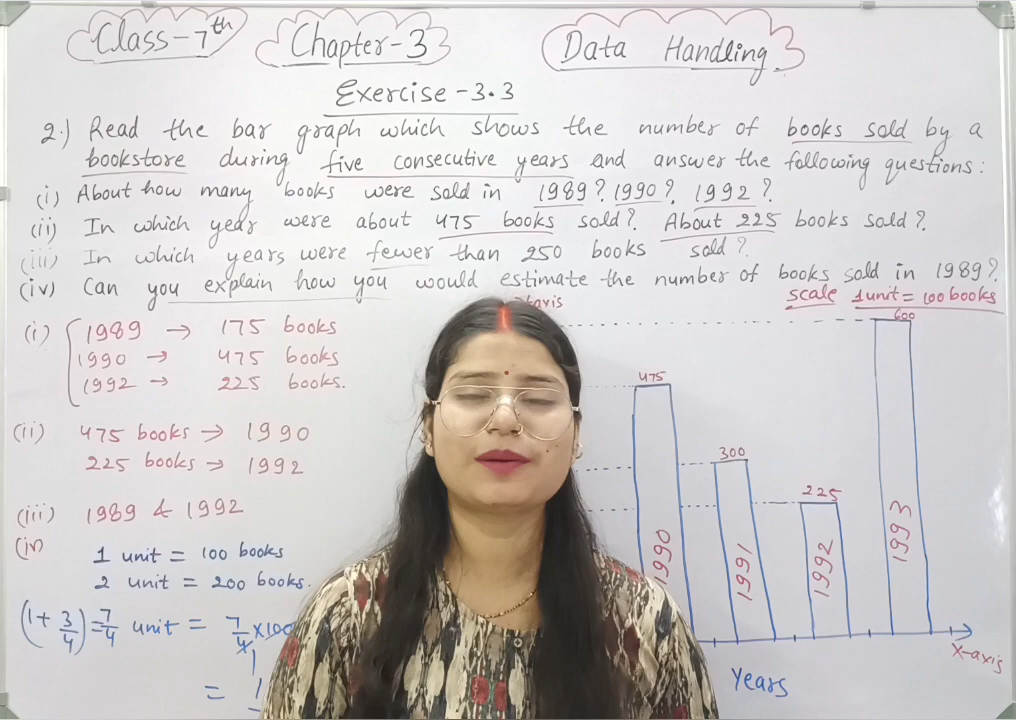 Class-7th Chapter-3 Data Handling
Exercise-3.3
2.) Read the bar graph which shows the number of books sold by a
bookstore during five consecutive years and answer the following questions:
(i) About how many books were sold in 1989? 1990? 1992?
(ii) In which year were about 475 books sold? About 225 books sold?
(iii) In which years were fewer than 250 books sold?
(iv) Can you explain how you would estimate the number of books sold in 1989?
scale 1unit = 100 books
(i) 1989 → 175 books
1990 → 475 books
1992 → 225 books.
(ii) 475 books → 1990
225 books → 1992
(iii) 1989 & 1992
(iv
1 unit = 100 books
2 unit = 200 books.
(1+3/4)=7/4 unit = 7/4×100
1
= 1
600
475
300
225
1990
1991
1992
1993
X-axis
Years